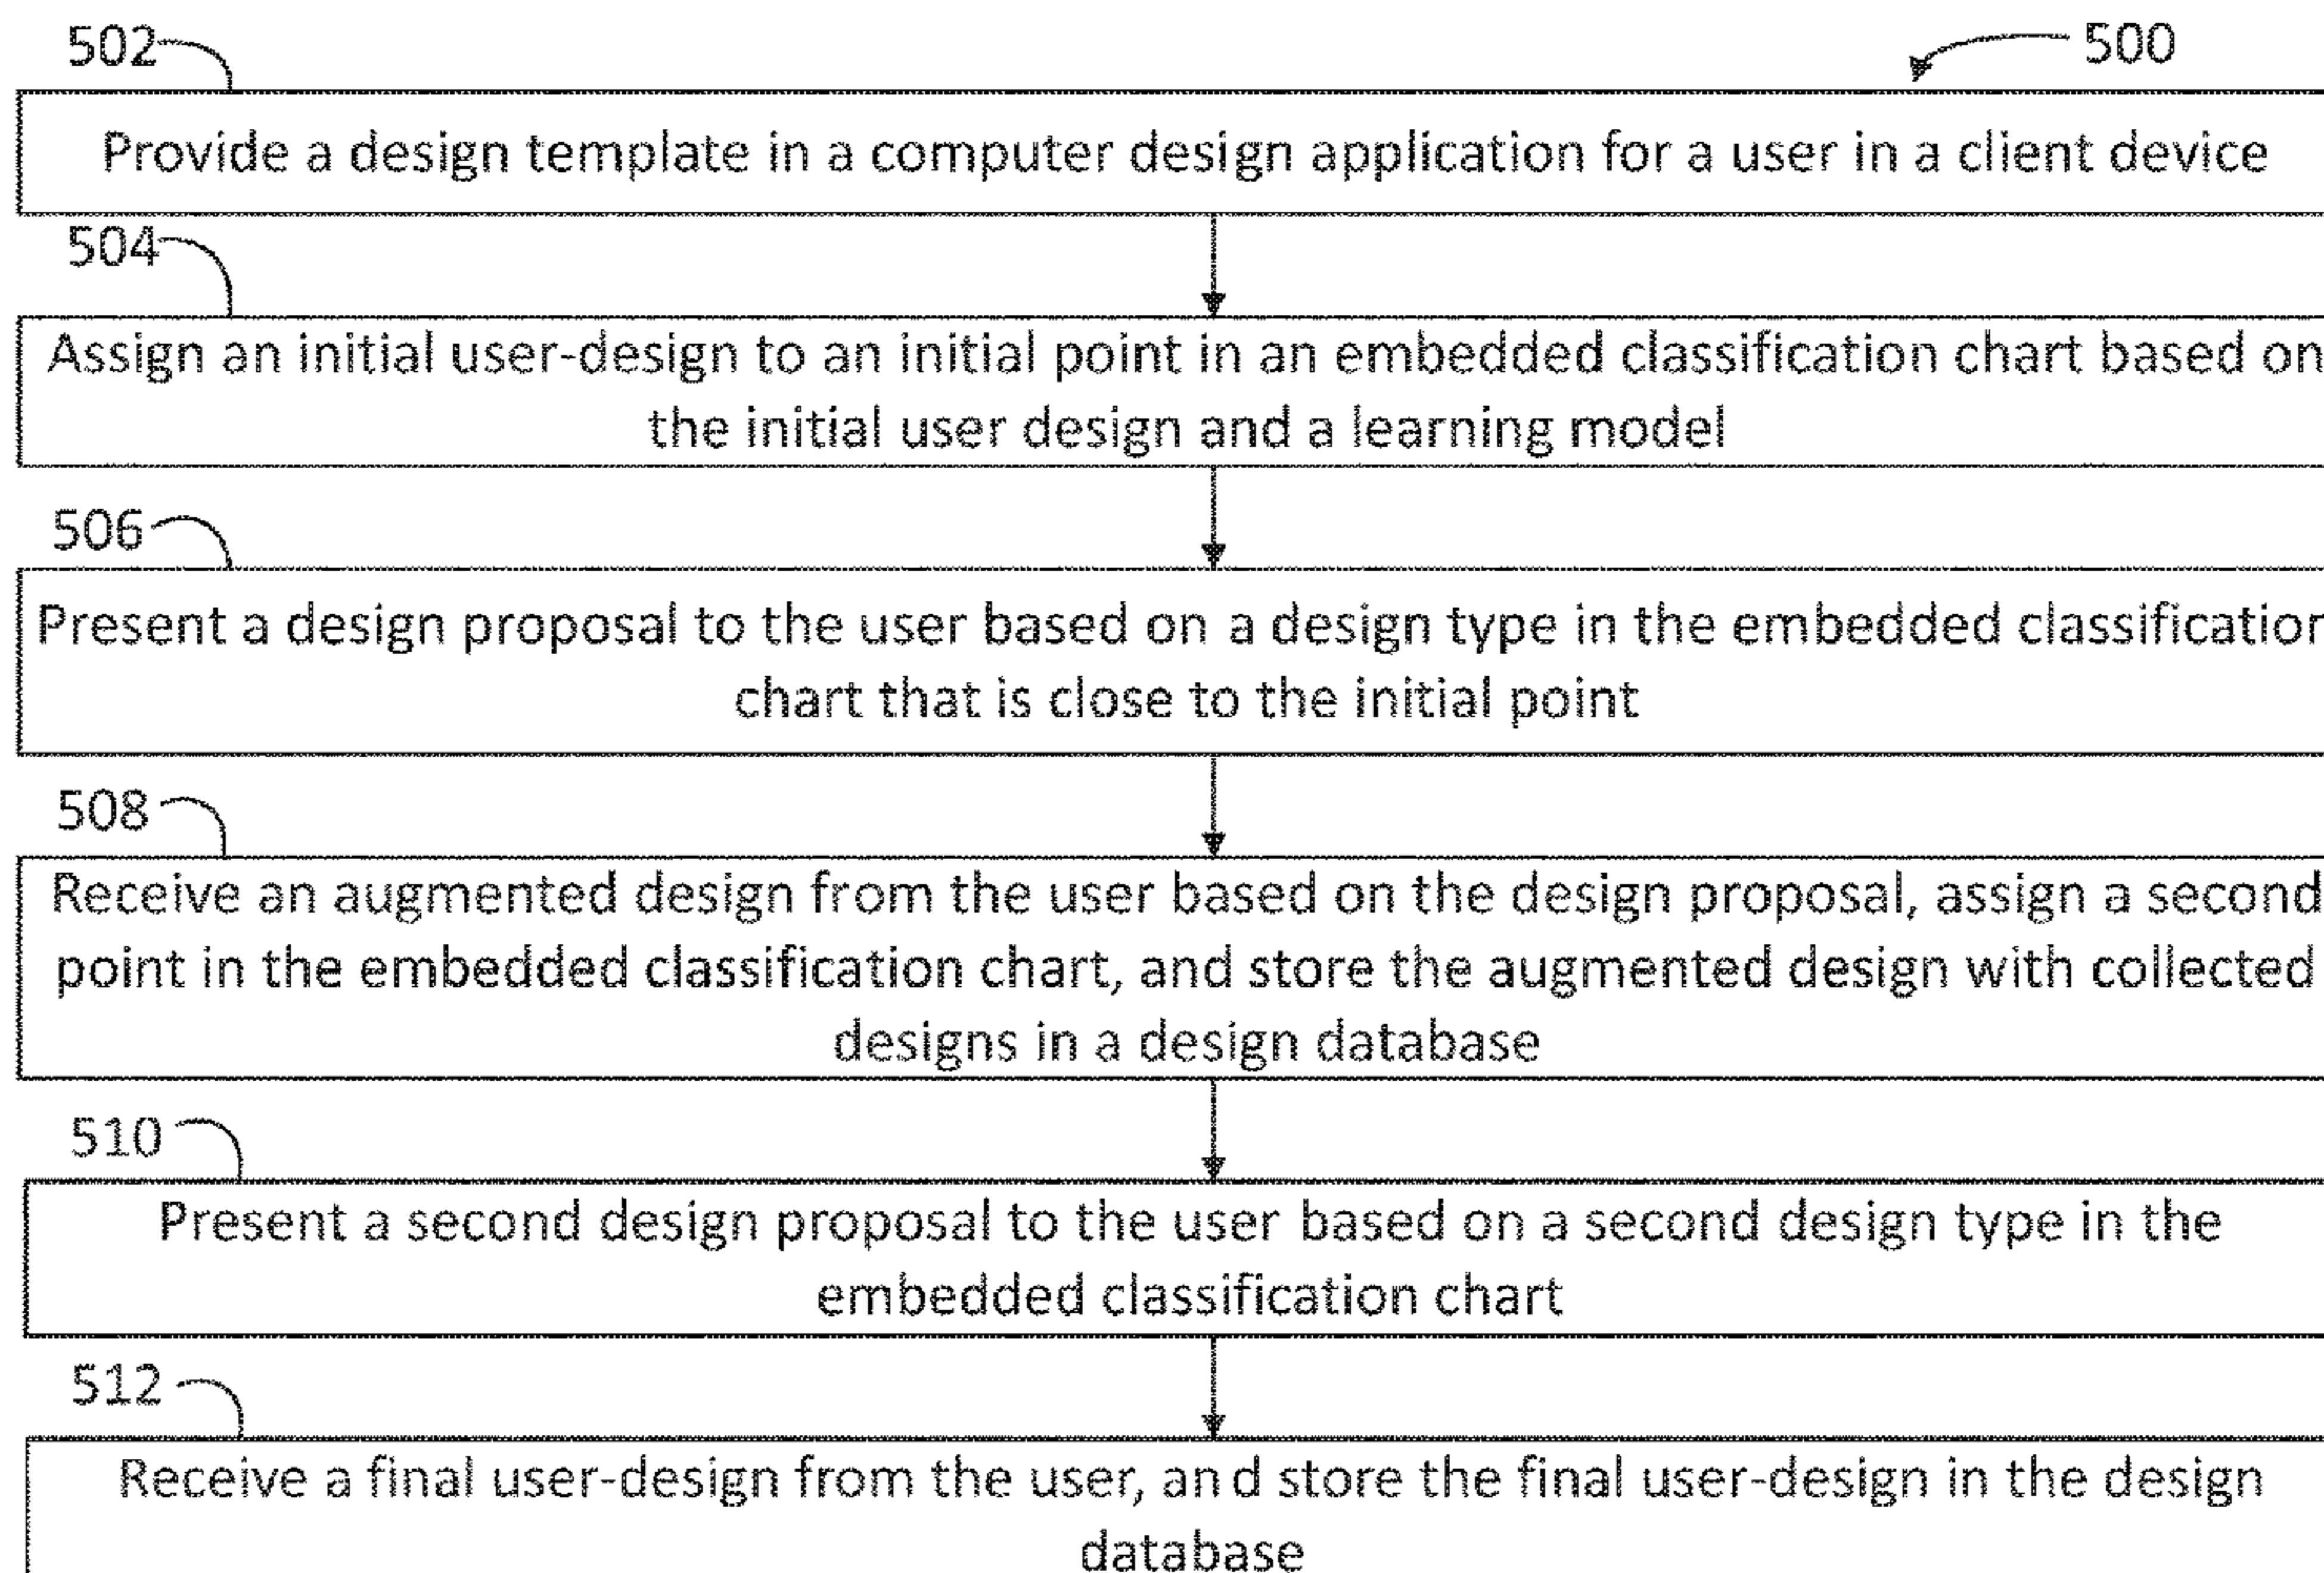 502
500
Provide a design template in a computer design application for a user in a client device
504
Assign an initial user-design to an initial point in an embedded classification chart based on
the initial user design and a learning model
506
Present a design proposal to the user based on a design type in the embedded classification
chart that is close to the initial point
508
Receive an augmented design from the user based on the design proposal, assign a second
point in the embedded classification chart, and store the augmented design with collected
designs in a design database
510
Present a second design proposal to the user based on a second design type in the
embedded classification chart
512
Receive a final user-design from the user, and store the final user-design in the design
database